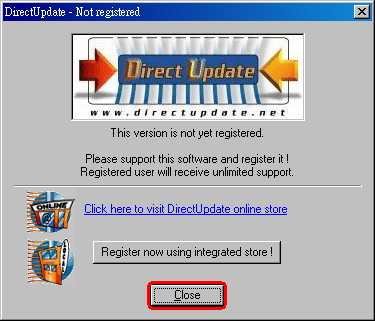 DirectUpdate - Not registered
Direct Update
www.directupdate.net
This version is not yet registered.
Please support this software and register it !
Registered user will receive unlimited support.
ONLINE
Click here to visit DirectUpdate online store
LOCAL
Register now using integrated store !
Close